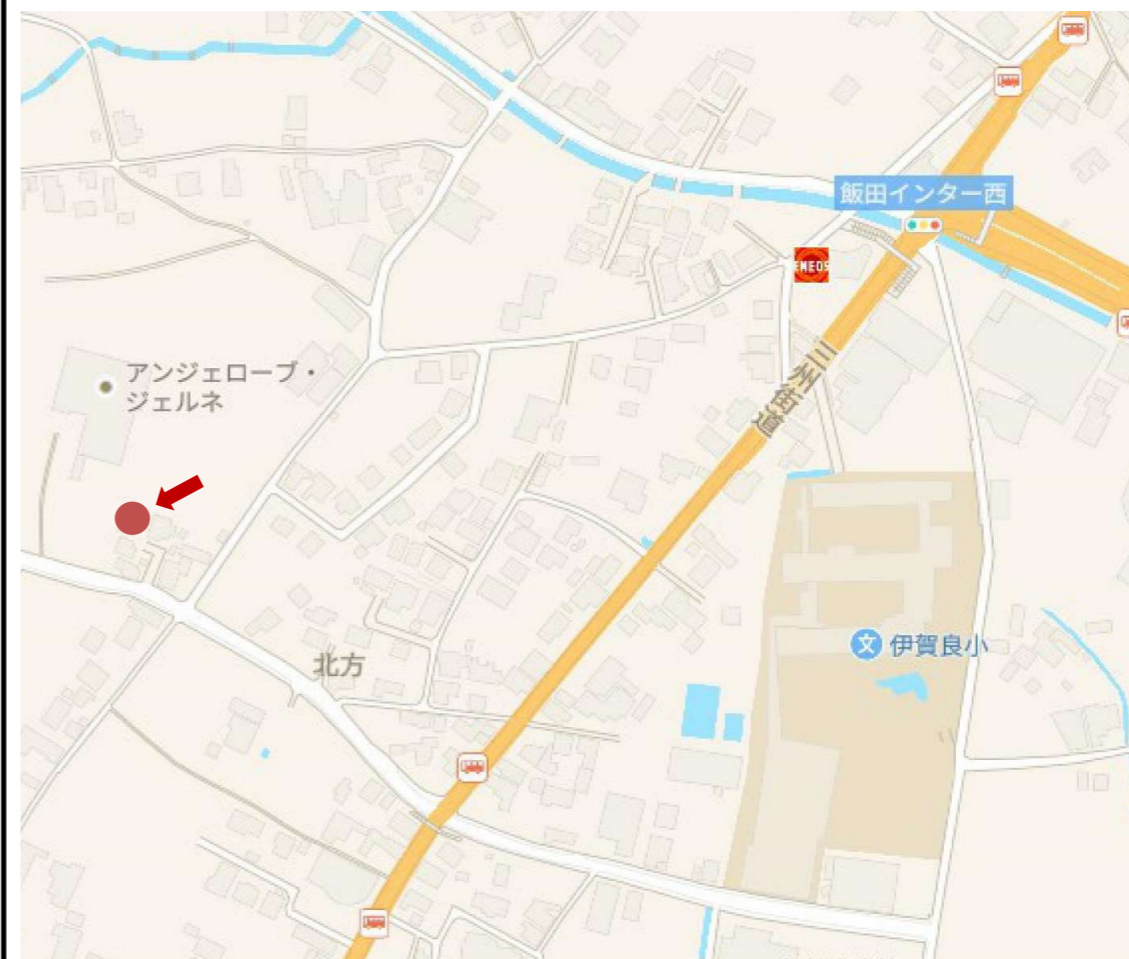 飯田インター西
ENEOS
三州街道
アンジェローブ・
ジェルネ
北方
文 伊賀良小